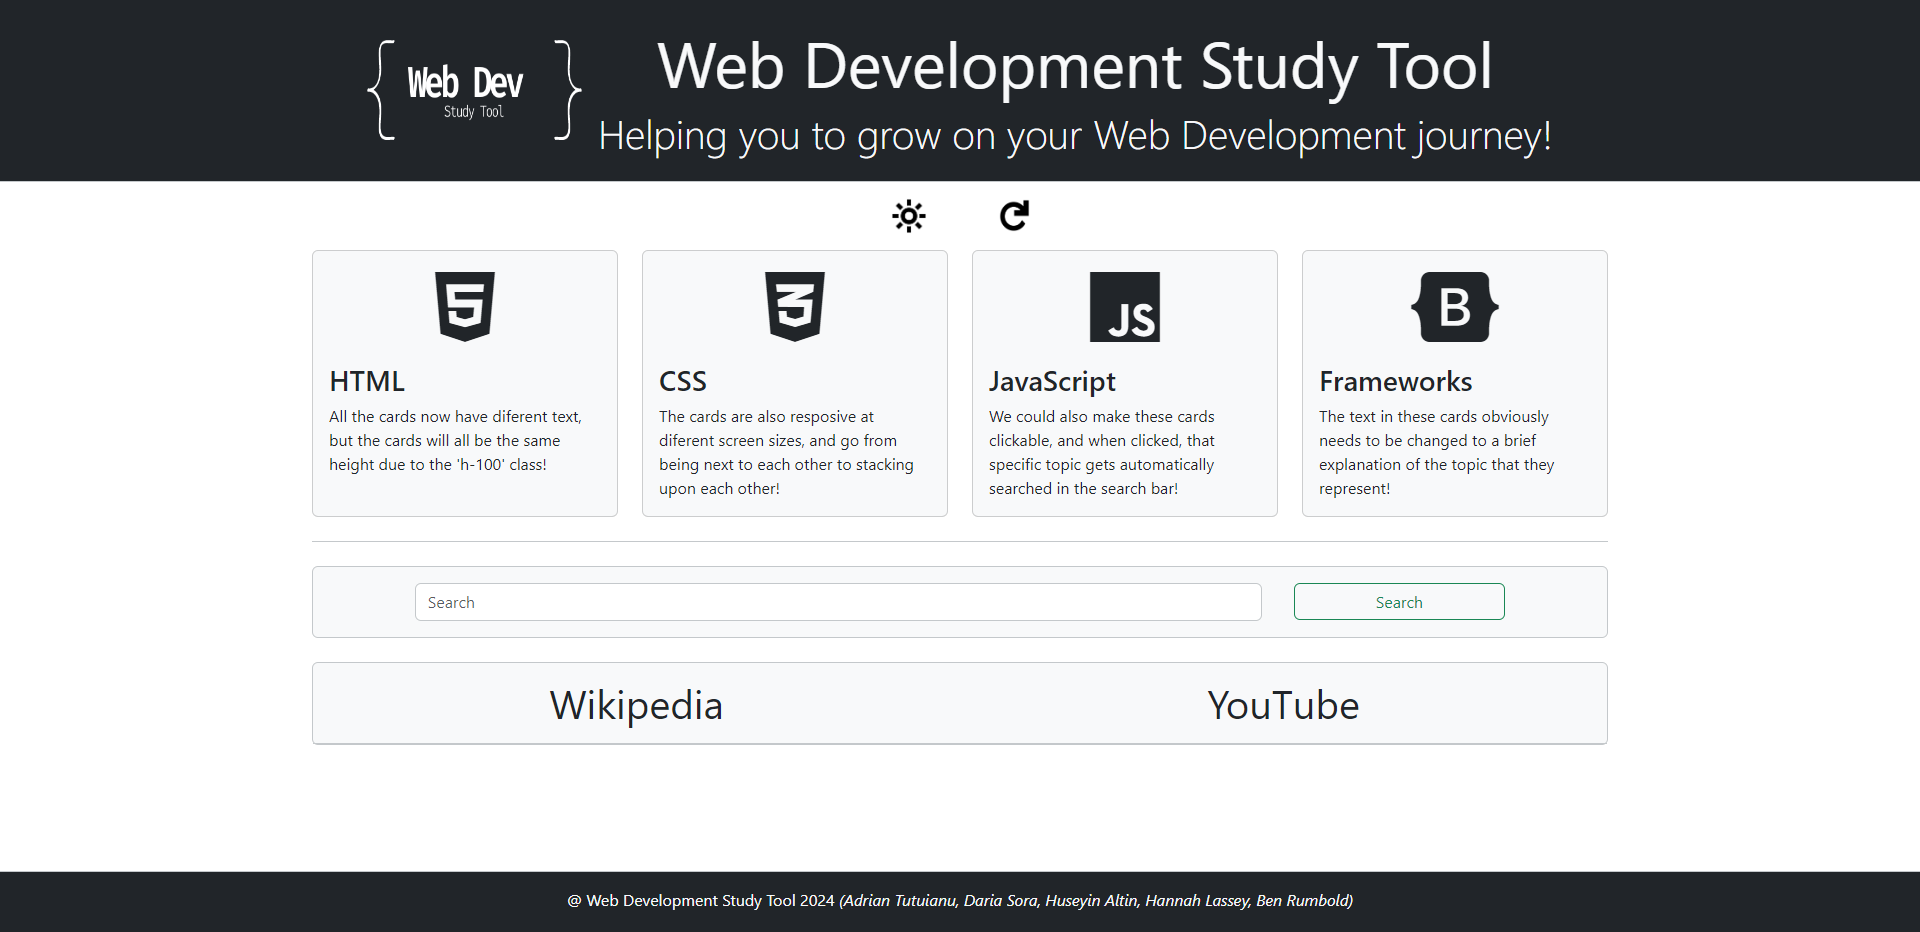 Web Dev
Study Tool
Web Development Study Tool
Helping you to grow on your Web Development journey!
5
HTML
All the cards now have diferent text,
but the cards will all be the same
height due to the 'h-100' class!
3
CSS
The cards are also resposive at
diferent screen sizes, and go from
being next to each other to stacking
upon each other!
JS
JavaScript
We could also make these cards
clickable, and when clicked, that
specific topic gets automatically
searched in the search bar!
B
Frameworks
The text in these cards obviously
needs to be changed to a brief
explanation of the topic that they
represent!
Search
Search
Wikipedia
YouTube
@ Web Development Study Tool 2024 (Adrian Tutuianu, Daria Sora, Huseyin Altin, Hannah Lassey, Ben Rumbold)